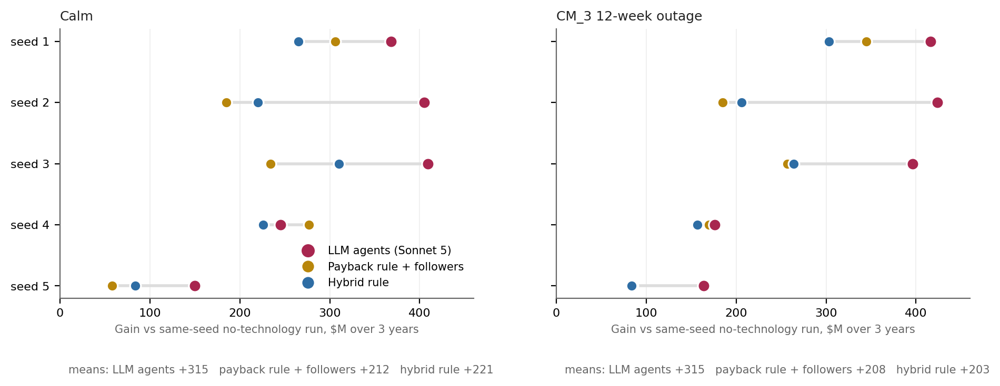 Calm
CM_3 12-week outage
seed 1
seed 2
seed 3
seed 4
seed 5
LLM agents (Sonnet 5)
Payback rule + followers
Hybrid rule
0 100 200 300 400
0 100 200 300 400
Gain vs same-seed no-technology run, $M over 3 years
Gain vs same-seed no-technology run, $M over 3 years
means: LLM agents +315 payback rule + followers +212 hybrid rule +221
means: LLM agents +315 payback rule + followers +208 hybrid rule +203